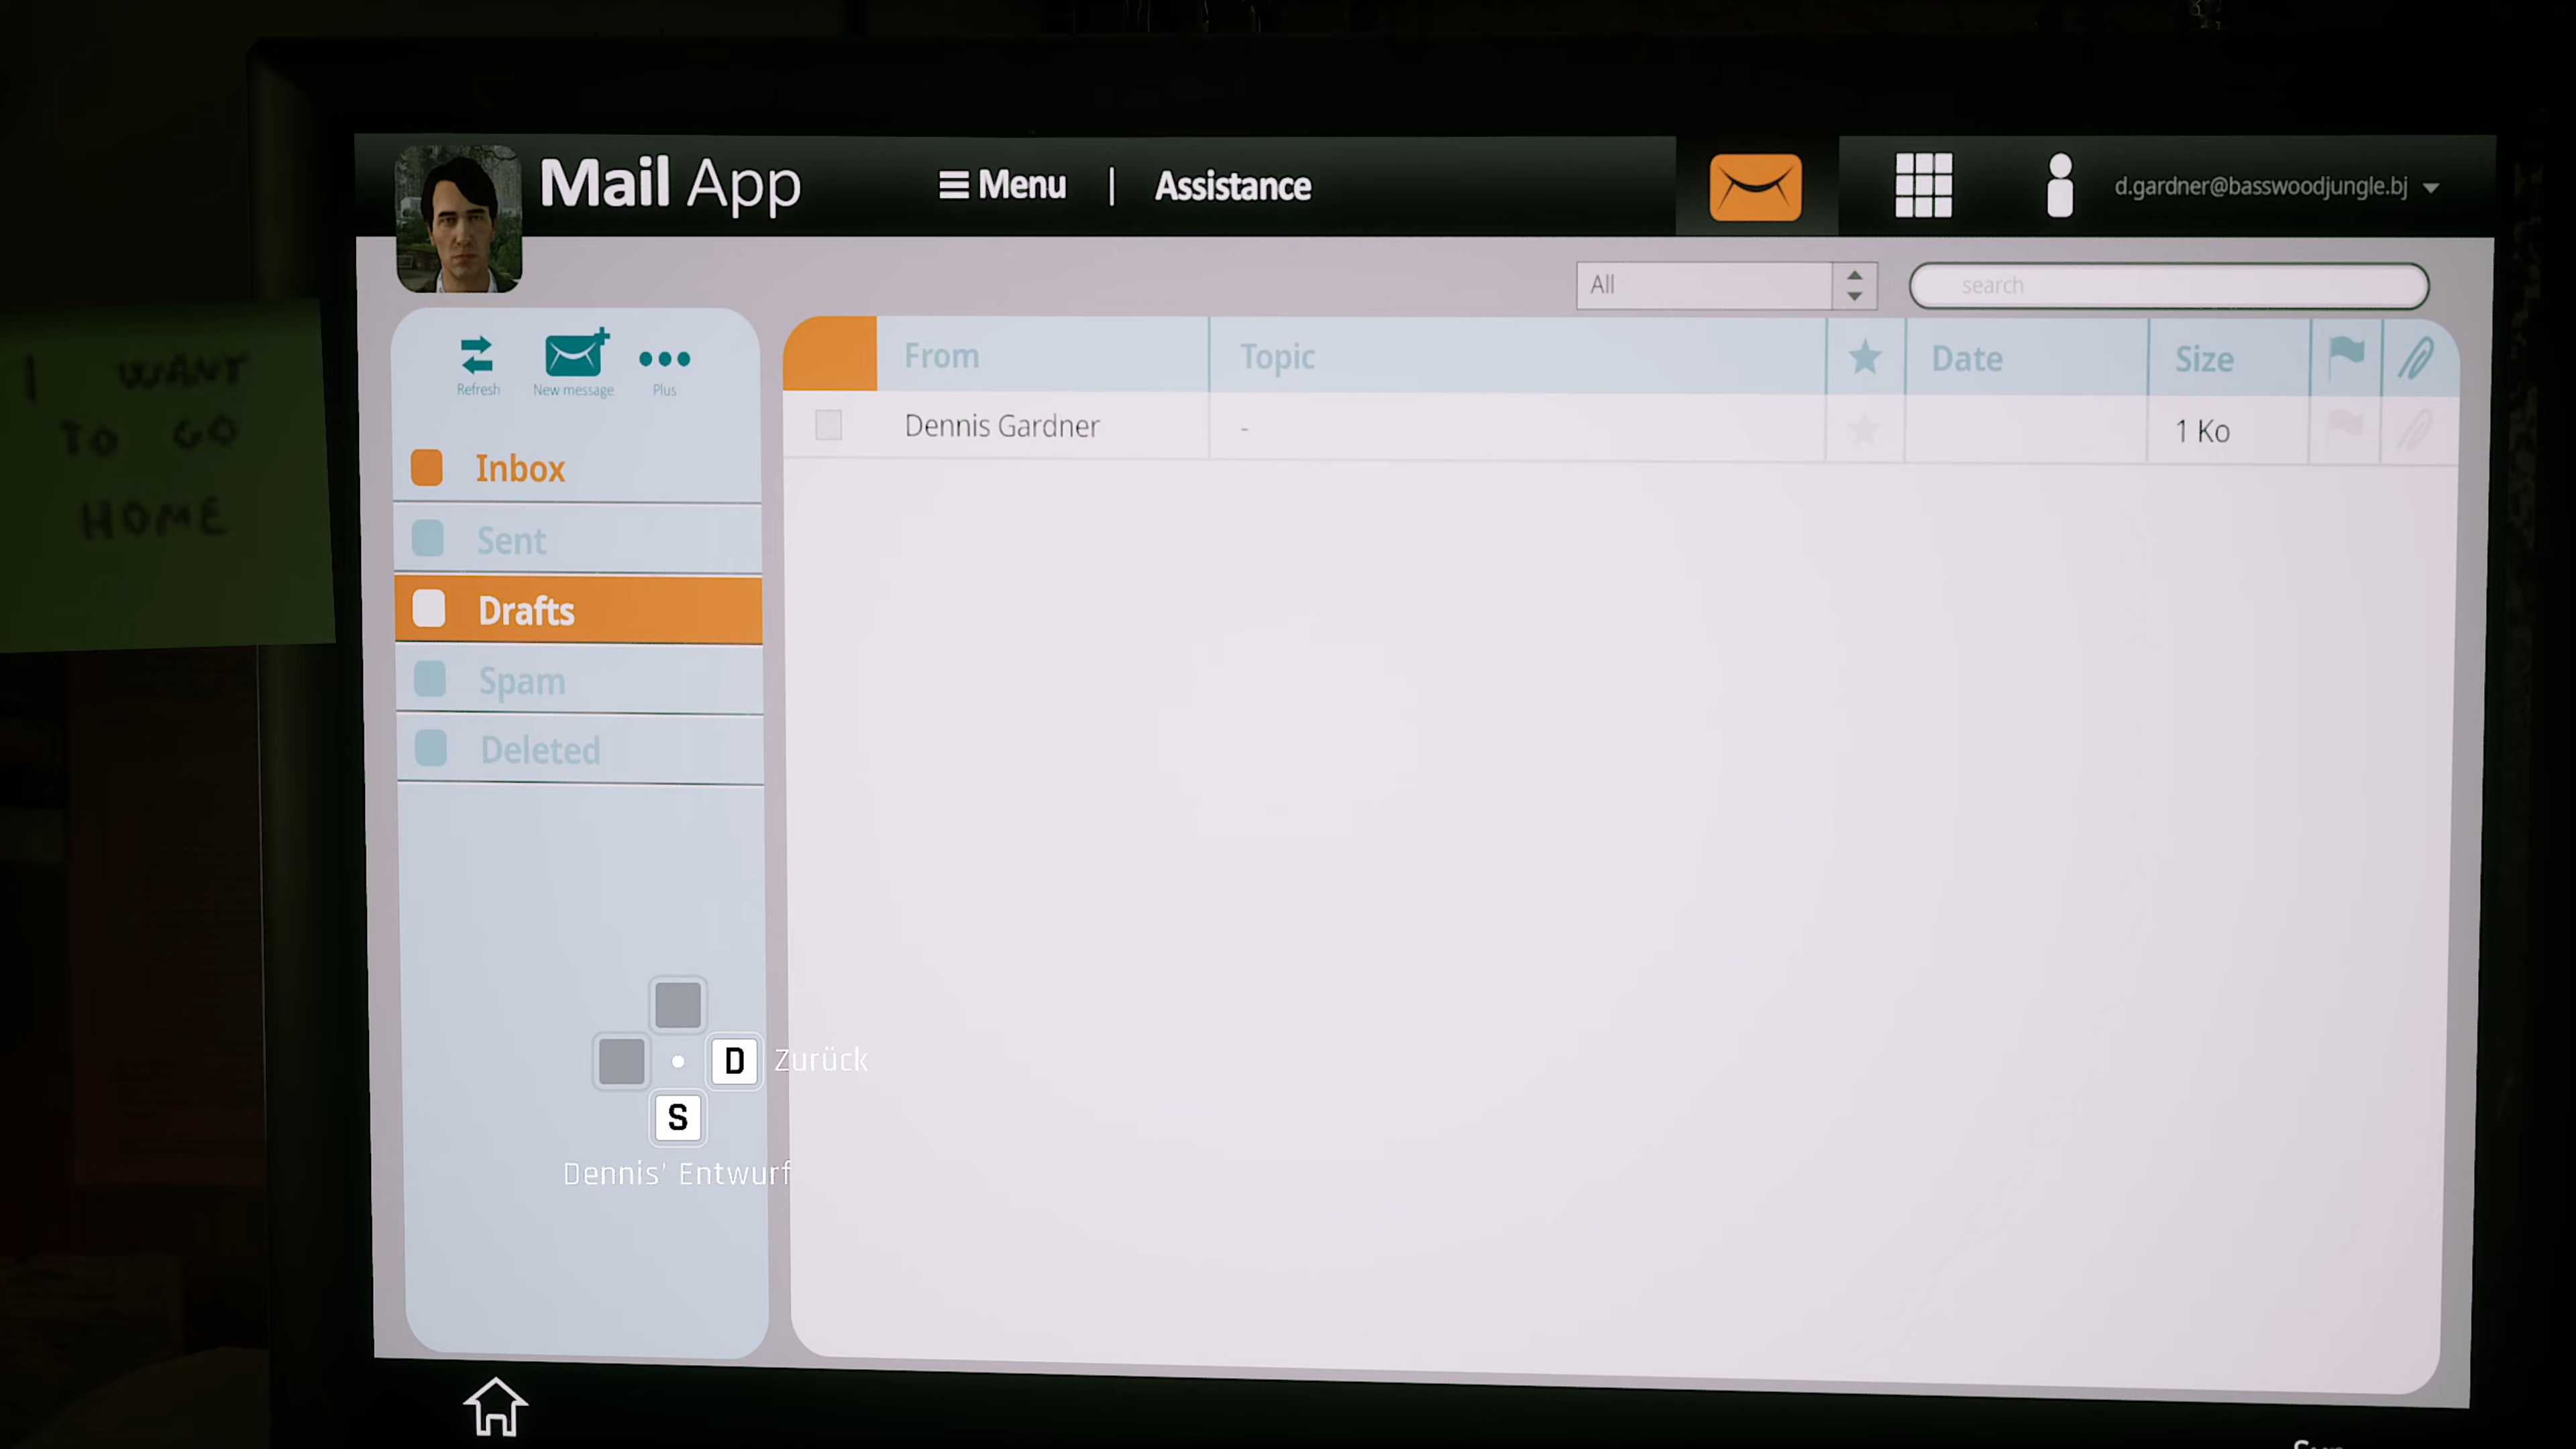 Mail App
Menu | Assistance
d.gardner@basswoodjungle.bj
All
search
Refresh
New message
Plus
From Topic Date Size
Dennis Gardner - 1 Ko
Inbox
Sent
Drafts
Spam
Deleted
I WANT
TO GO
HOME
D Zurück
S
Dennis' Entwurf